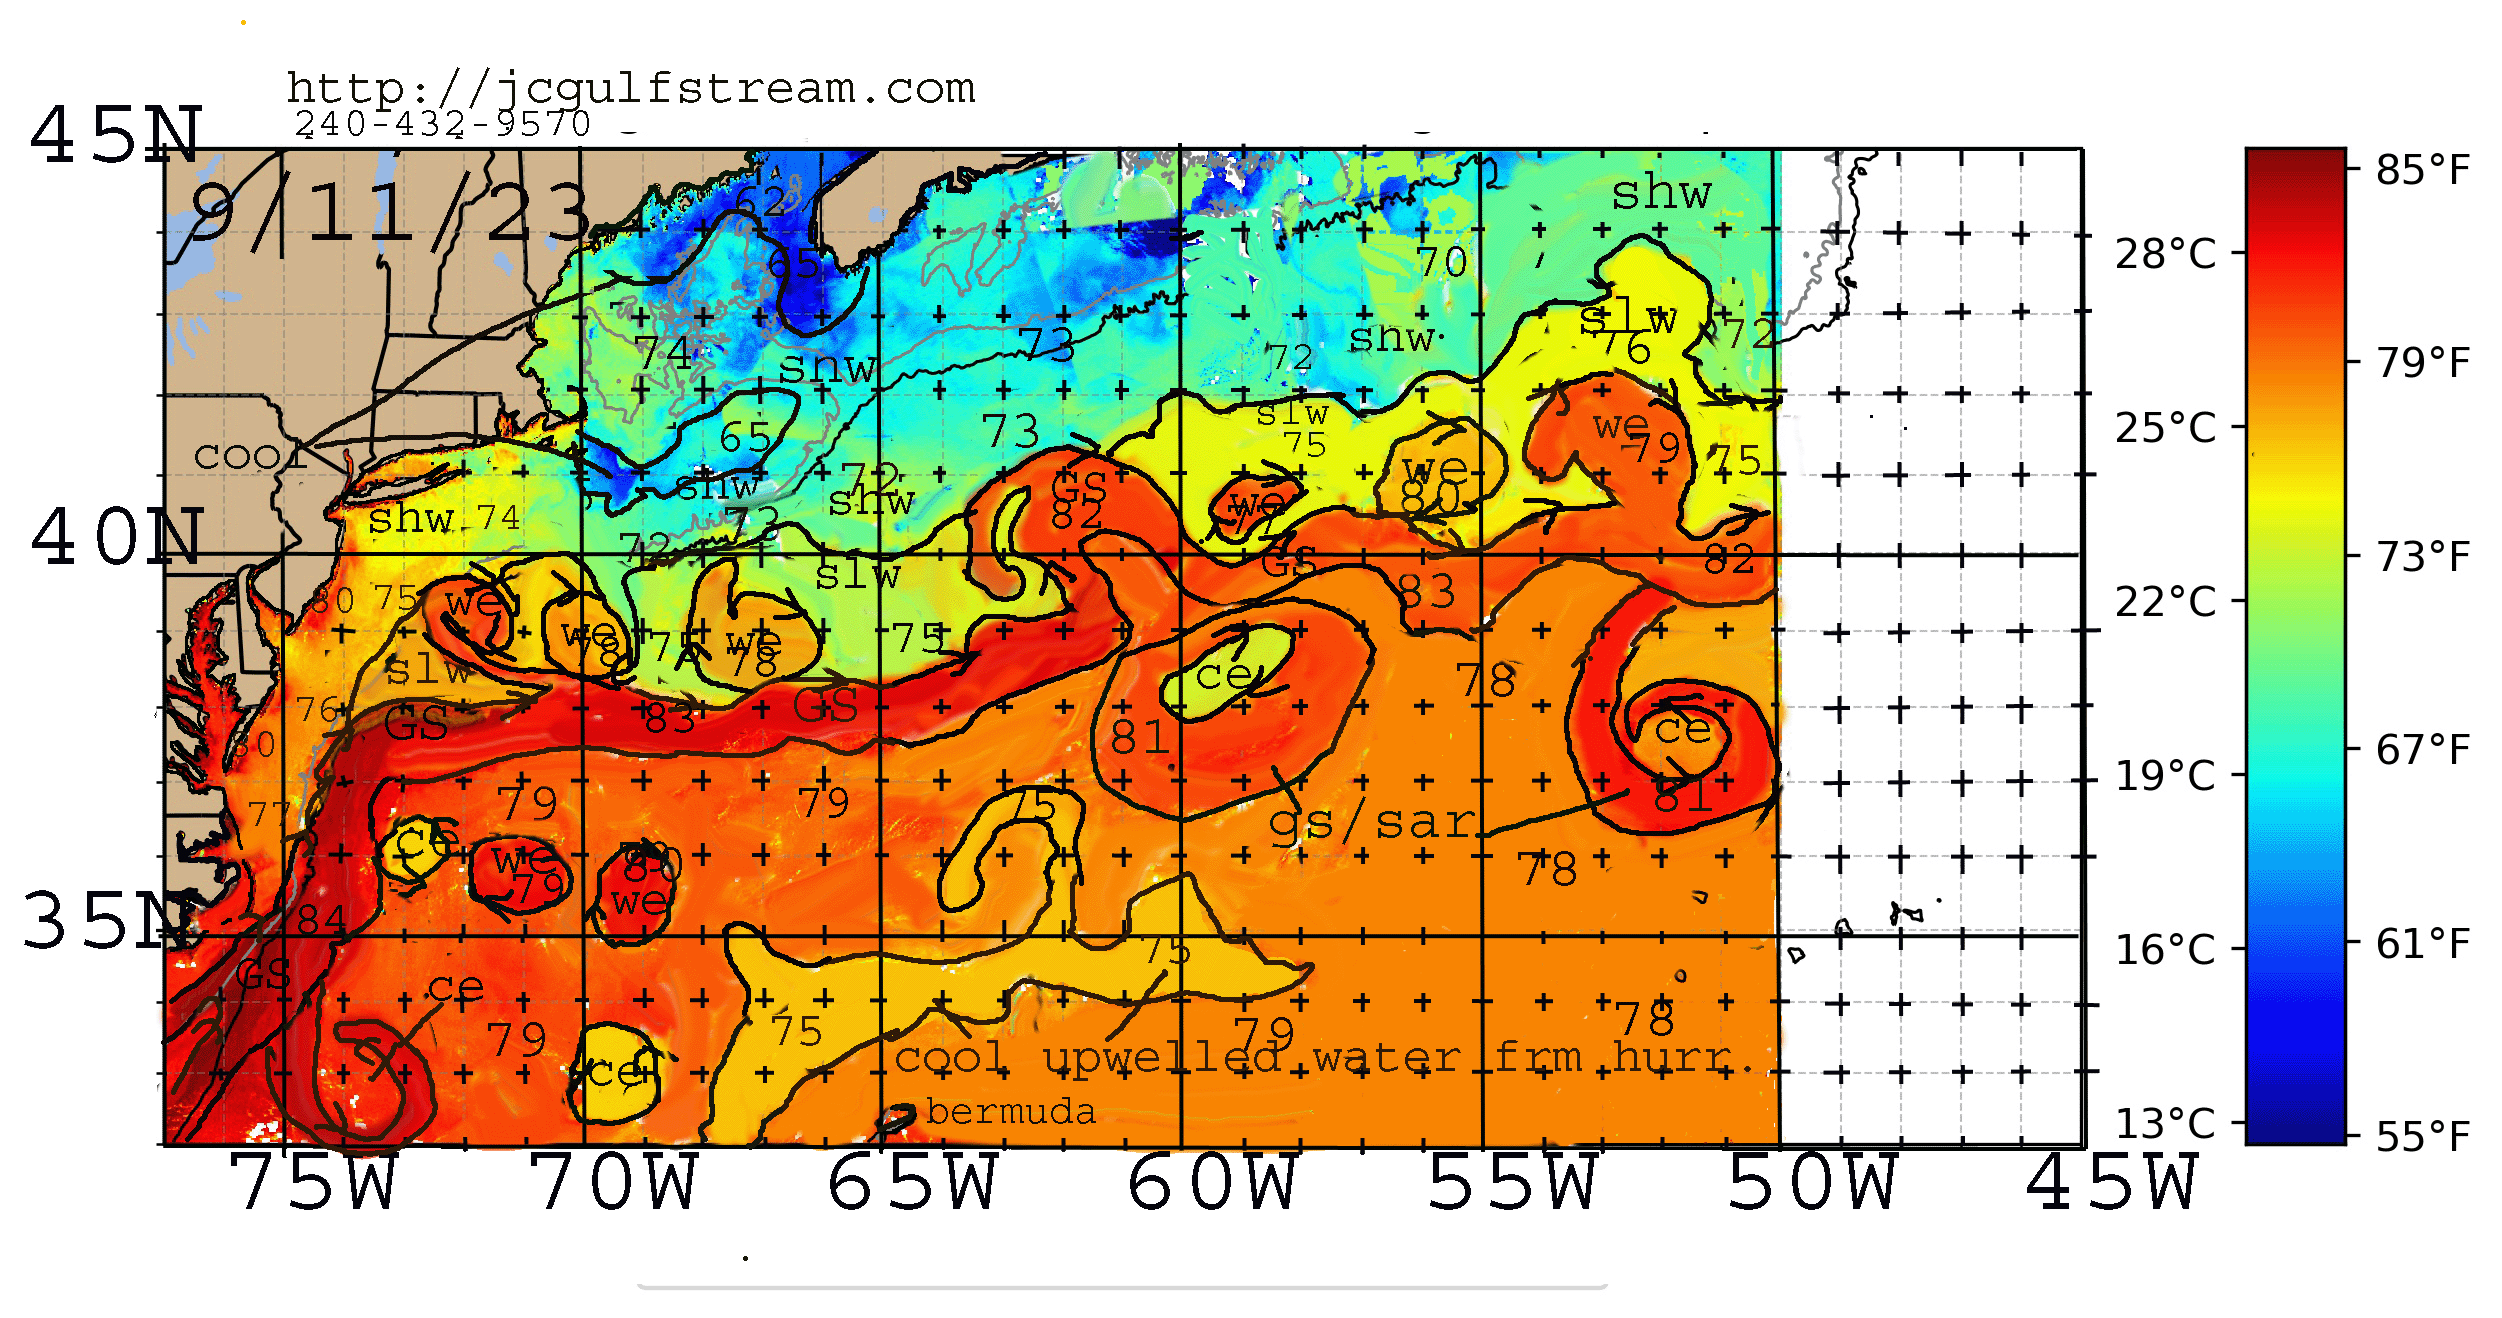 http://jcgulfstream.com
240-432-9570
45N
9/11/23
62
shw
85°F
65
70
28°C
slw
76
72
74
shw
73
shw
72
79°F
cool
65
73
slw
75
we
79
75
25°C
shw
72
shw
GS
82
we
77
we
80
shw
74
73
40N
72
slw
GS
82
73°F
80
75
we
83
22°C
we
78
75
we
78
75
slw
ce
78
76
GS
83
GS
81
ce
67°F
80
19°C
77
79
79
75
gs/sar
81
ce
we
79
80
we
78
35N
84
75
61°F
16°C
GS
ce
79
75
79
78
ce
cool upwelled water frm hurr.
bermuda
13°C
55°F
75W 70W 65W 60W 55W 50W 45W